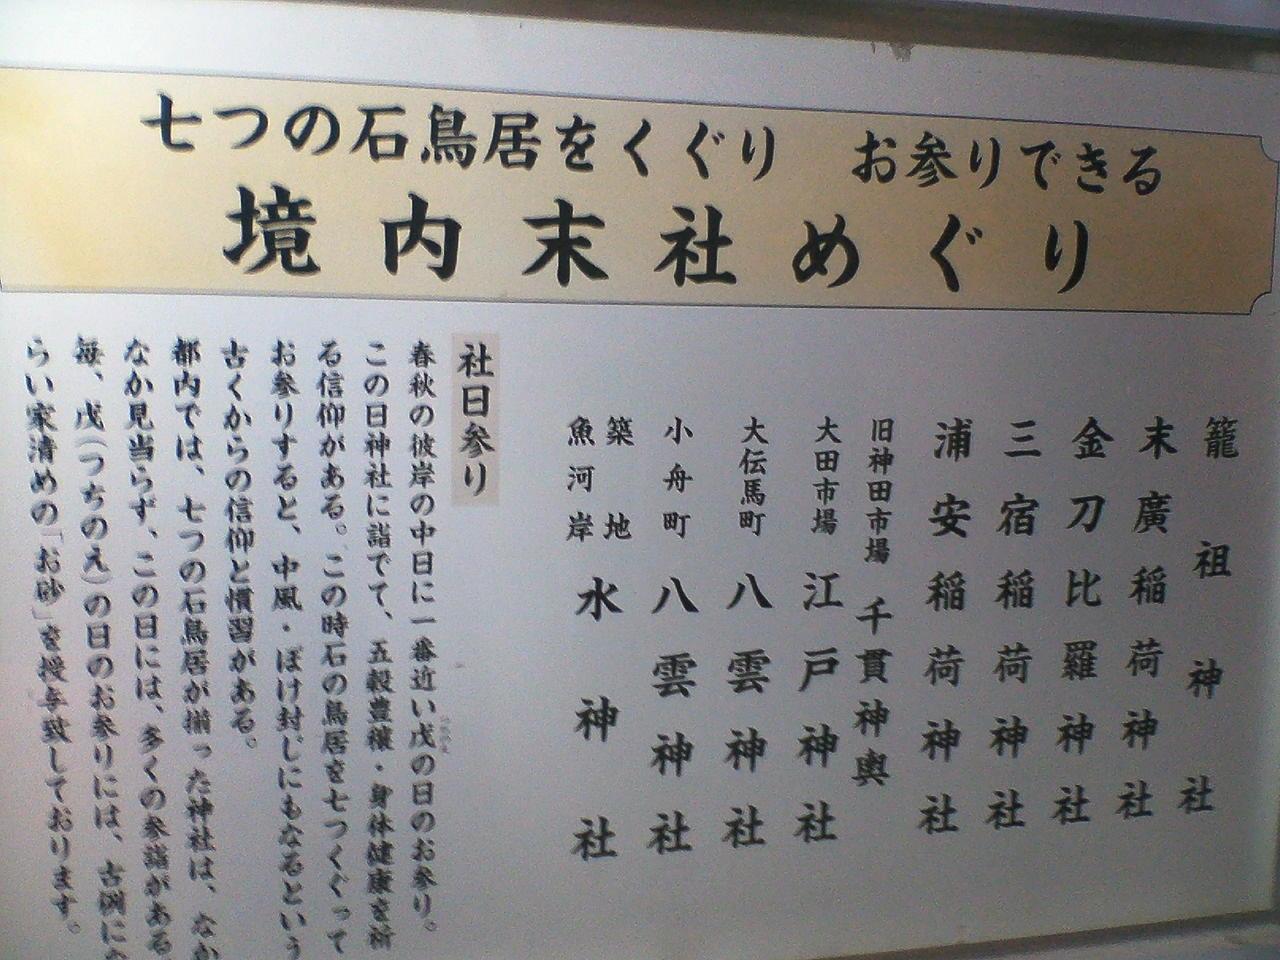 七つの石鳥居をくぐり　お参りできる
境内末社めぐり
籠祖神社
末廣稲荷神社
金刀比羅神社
三宿稲荷神社
浦安稲荷神社
旧神田市場 千貫神輿
大田市場 江戸神社
大伝馬町 八雲神社
小舟町 八雲神社
築地
魚河岸 水神社
社日参り
春秋の彼岸の中日に一番近い戊の日のお参り。
この日神社に詣でて、五穀豊穣・身体健康を祈
る信仰がある。この時石の鳥居を七つくぐって
お参りすると、中風・ぼけ封じにもなるという
古くからの信仰と慣習がある。
都内では、七つの石鳥居が揃った神社は、なか
なか見当らず、この日には、多くの参詣がある
毎、戊（つちのえ）の日のお参りには、古例にな
らい家清めの「お砂」を授与致しております。